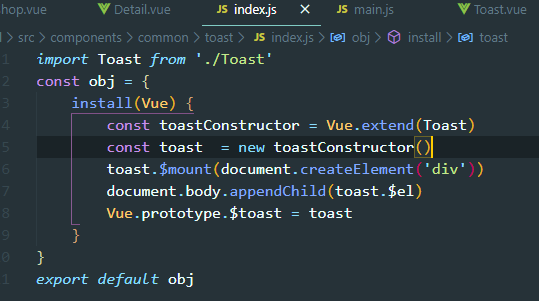 hop.vue Detail.vue JS index.js × JS main.js Toast.vue
l > src > components > common > toast > JS index.js > obj > install > toast
1 import Toast from './Toast'
2 const obj = {
3 install(Vue) {
4 const toastConstructor = Vue.extend(Toast)
5 const toast  = new toastConstructor()
6 toast.$mount(document.createElement('div'))
7 document.body.appendChild(toast.$el)
8 Vue.prototype.$toast = toast
9 }
0 }
1 export default obj